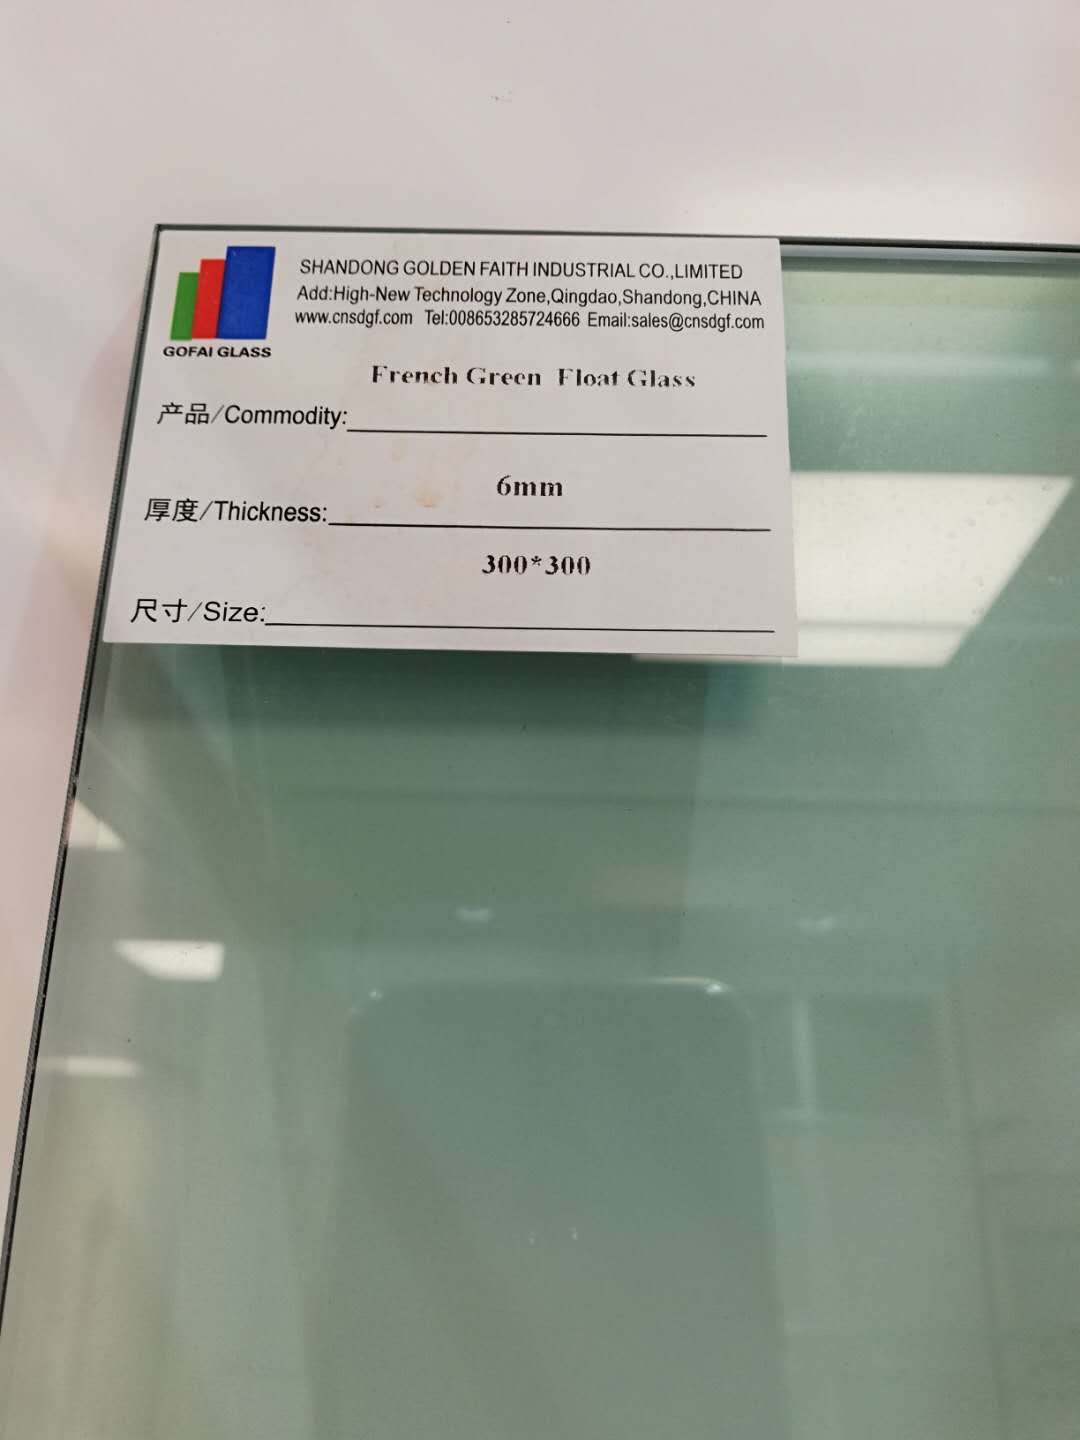 SHANDONG GOLDEN FAITH INDUSTRIAL CO.,LIMITED
Add:High-New Technology Zone,Qingdao,Shandong,CHINA
www.cnsdgf.com Tel:008653285724666 Email:sales@cnsdgf.com
GOFAI GLASS
French Green Float Glass
产品/Commodity:
6mm
厚度/Thickness:
300*300
尺寸/Size: